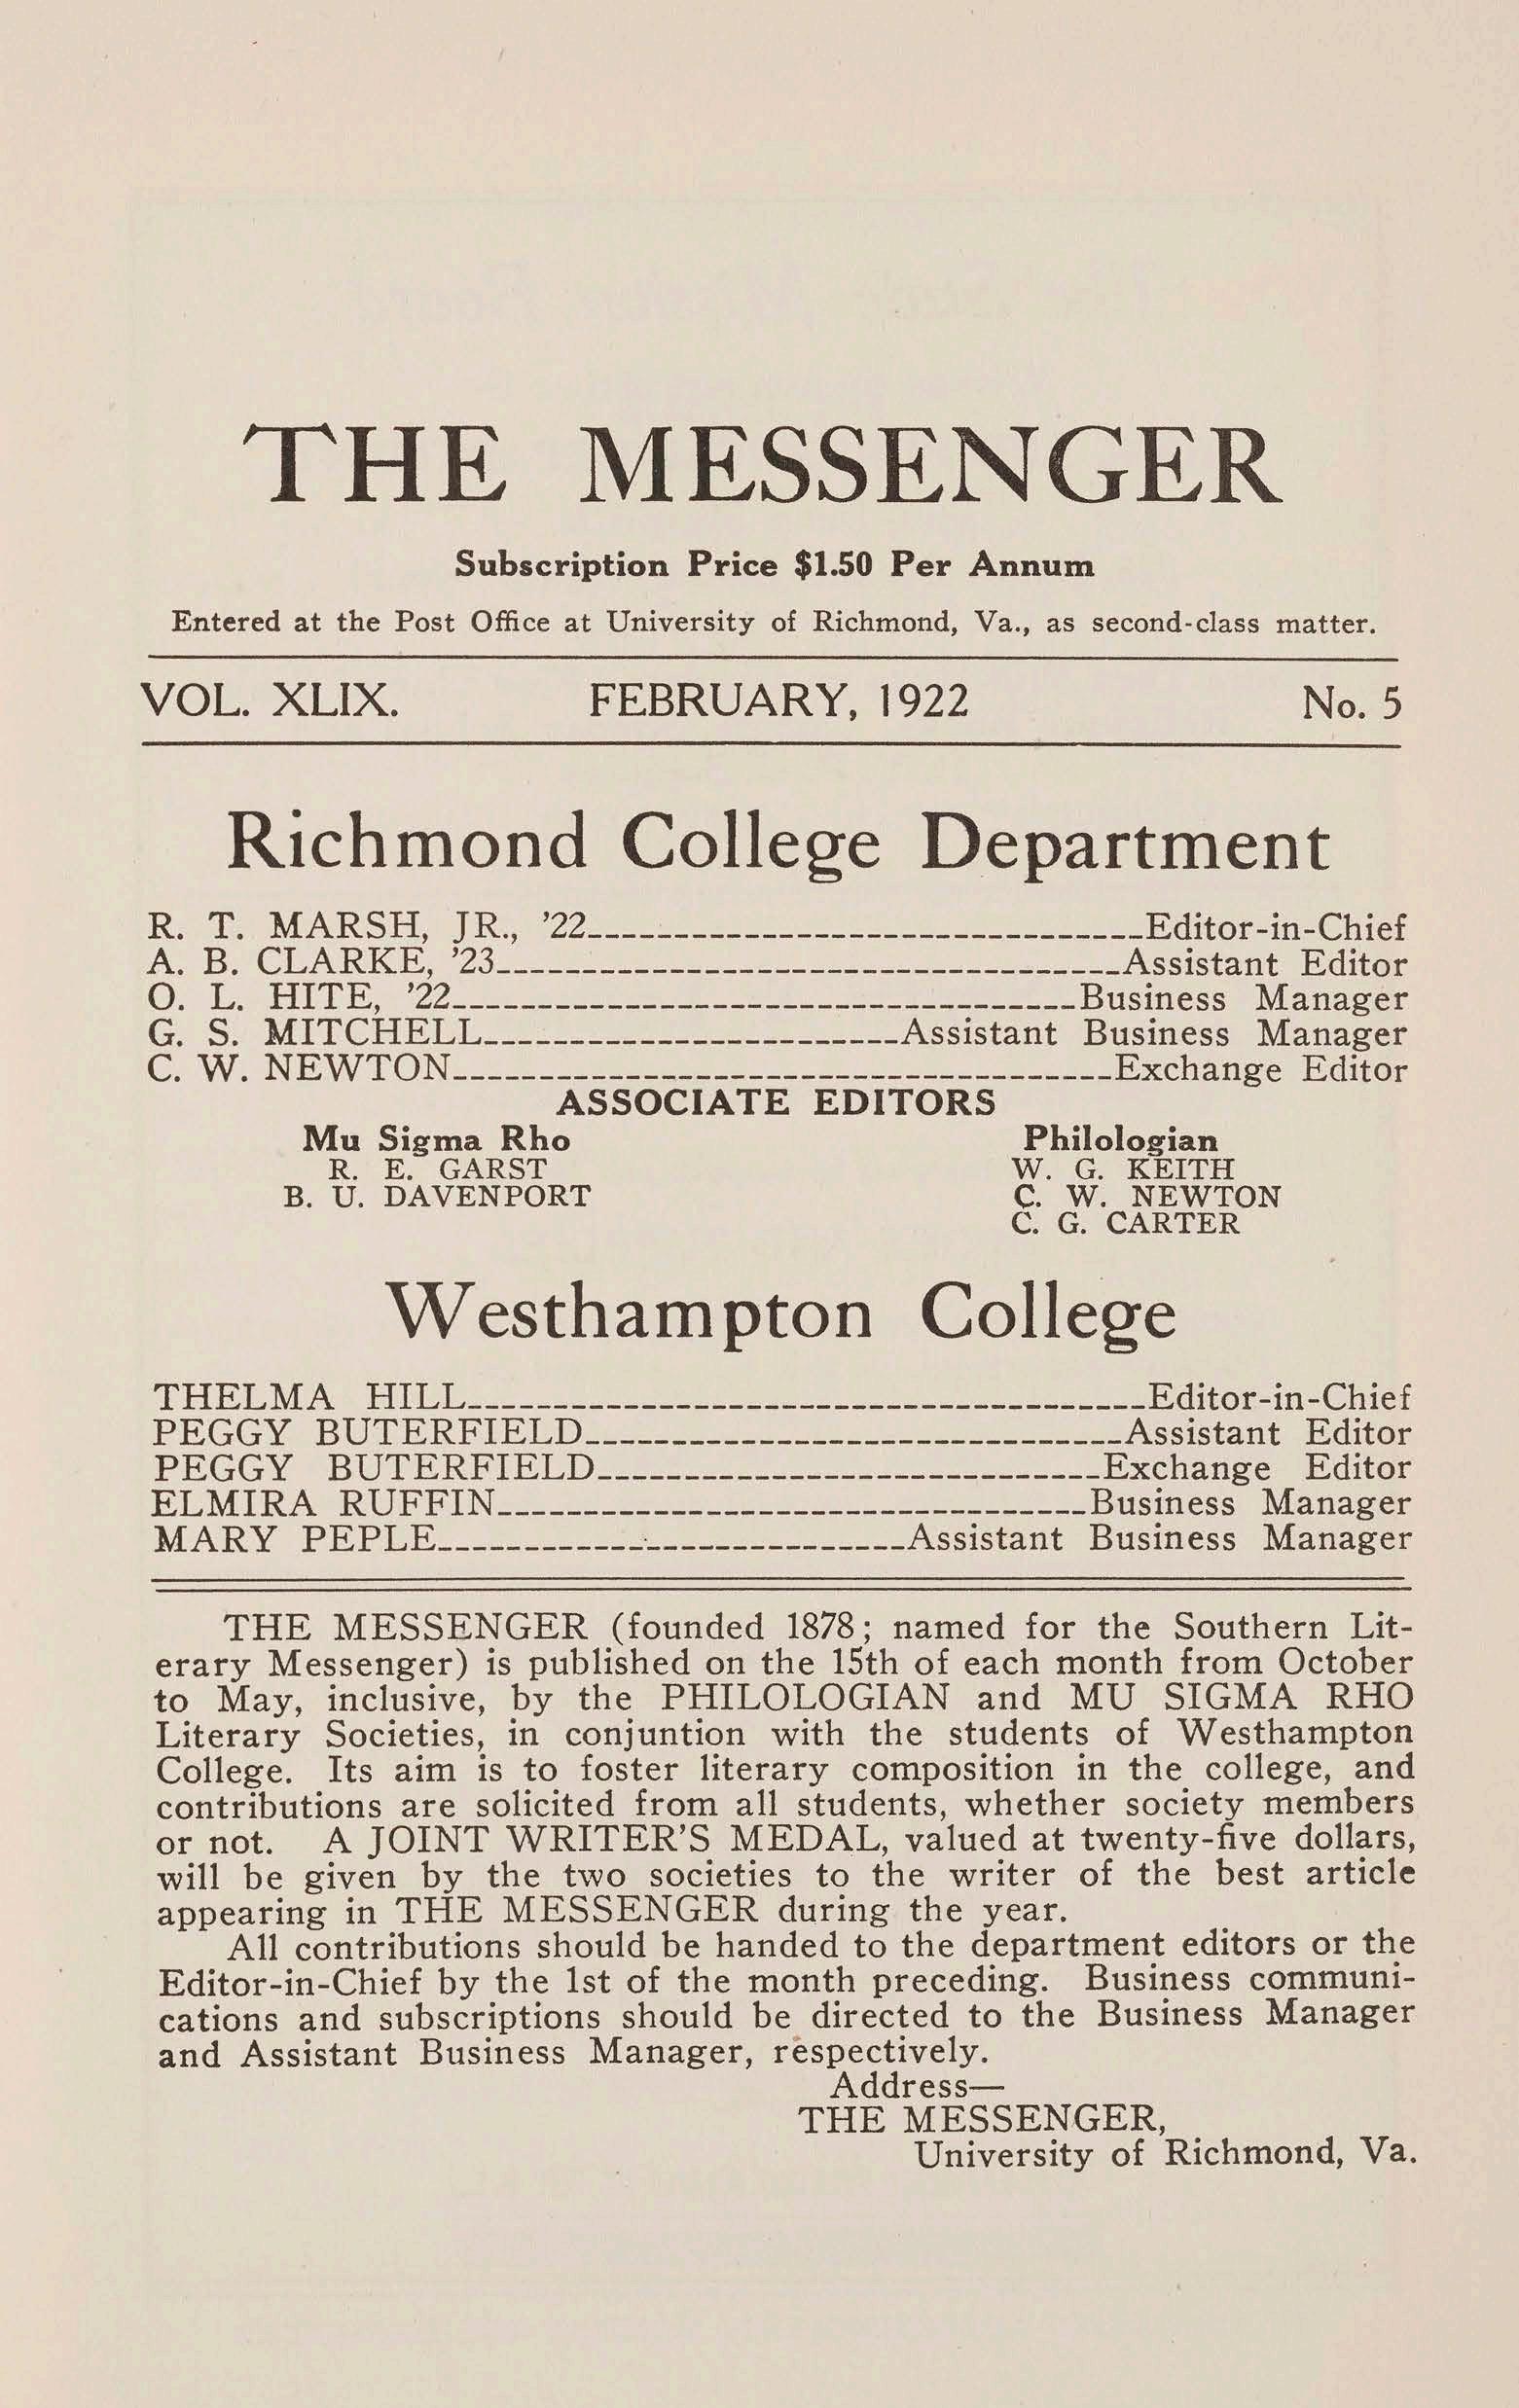 THE MESSENGER
Subscription Price $1.50 Per Annum
Entered at the Post Office at University of Richmond, Va., as second-class matter.
VOL. XLIX. FEBRUARY, 1922 No. 5
Richmond College Department
R. T. MARSH, JR., '22 Editor-in-Chief
A. B. CLARKE, '23 Assistant Editor
O. L. HITE, '22 Business Manager
G. S. MITCHELL Assistant Business Manager
C. W. NEWTON Exchange Editor
ASSOCIATE EDITORS
Mu Sigma Rho Philologian
R. E. GARST W. G. KEITH
B. U. DAVENPORT C. W. NEWTON
C. G. CARTER
Westhampton College
THELMA HILL Editor-in-Chief
PEGGY BUTERFIELD Assistant Editor
PEGGY BUTERFIELD Exchange Editor
ELMIRA RUFFIN Business Manager
MARY PEPLE Assistant Business Manager
THE MESSENGER (founded 1878; named for the Southern Lit-
erary Messenger) is published on the 15th of each month from October
to May, inclusive, by the PHILOLOGIAN and MU SIGMA RHO
Literary Societies, in conjuntion with the students of Westhampton
College. Its aim is to foster literary composition in the college, and
contributions are solicited from all students, whether society members
or not. A JOINT WRITER'S MEDAL, valued at twenty-five dollars,
will be given by the two societies to the writer of the best article
appearing in THE MESSENGER during the year.
All contributions should be handed to the department editors or the
Editor-in-Chief by the 1st of the month preceding. Business communi-
cations and subscriptions should be directed to the Business Manager
and Assistant Business Manager, respectively.
Address—
THE MESSENGER,
University of Richmond, Va.